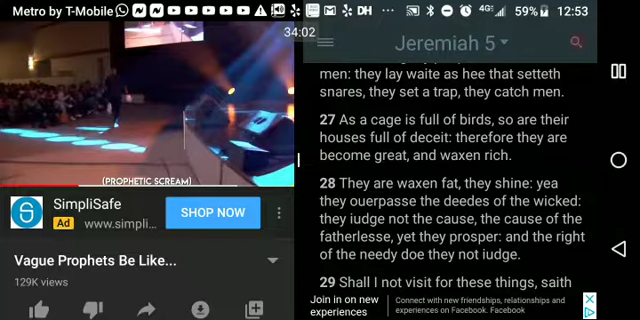 Metro by T-Mobile
DH
4G
59%
12:53
34:02
(PROPHETIC SCREAM)
SimpliSafe
Ad www.simpli...
SHOP NOW
Vague Prophets Be Like...
129K views
Jeremiah 5
men: they lay waite as hee that setteth
snares, they set a trap, they catch men.
27 As a cage is full of birds, so are their
houses full of deceit: therefore they are
become great, and waxen rich.
28 They are waxen fat, they shine: yea
they ouerpasse the deedes of the wicked:
they iudge not the cause, the cause of the
fatherlesse, yet they prosper: and the right
of the needy doe they not iudge.
29 Shall I not visit for these things, saith
Join in on new
experiences
Connect with new friendships, relationships and
experiences on Facebook. Facebook